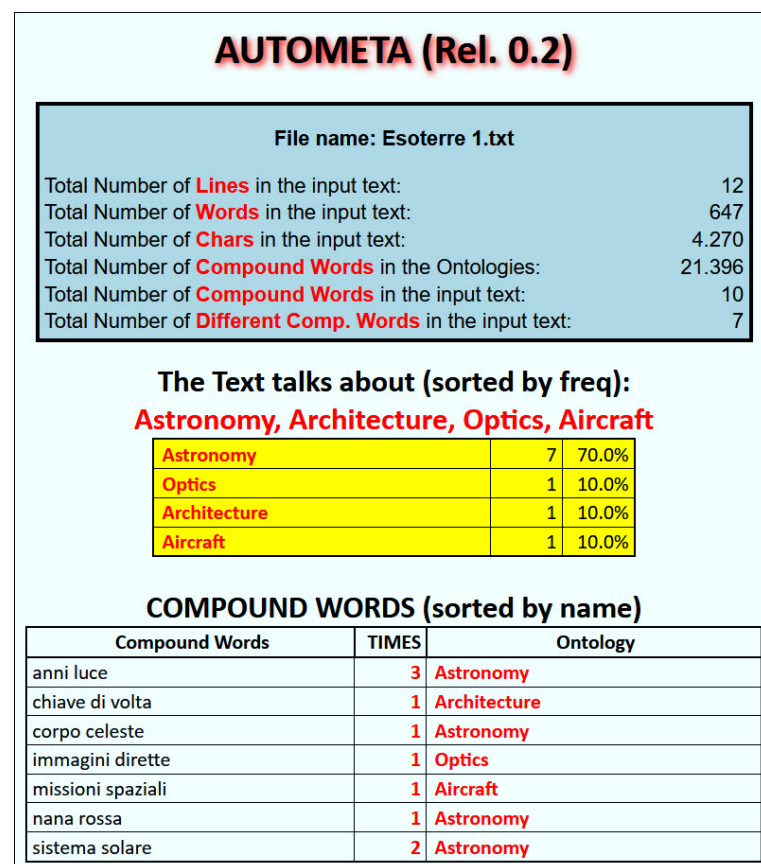 AUTOMETA (Rel. 0.2)
File name: Esoterre 1.txt
Total Number of Lines in the input text: 12
Total Number of Words in the input text: 647
Total Number of Chars in the input text: 4.270
Total Number of Compound Words in the Ontologies: 21.396
Total Number of Compound Words in the input text: 10
Total Number of Different Comp. Words in the input text: 7
The Text talks about (sorted by freq):
Astronomy, Architecture, Optics, Aircraft
Astronomy 7 70.0%
Optics 1 10.0%
Architecture 1 10.0%
Aircraft 1 10.0%
COMPOUND WORDS (sorted by name)
Compound Words TIMES Ontology
anni luce 3 Astronomy
chiave di volta 1 Architecture
corpo celeste 1 Astronomy
immagini dirette 1 Optics
missioni spaziali 1 Aircraft
nana rossa 1 Astronomy
sistema solare 2 Astronomy